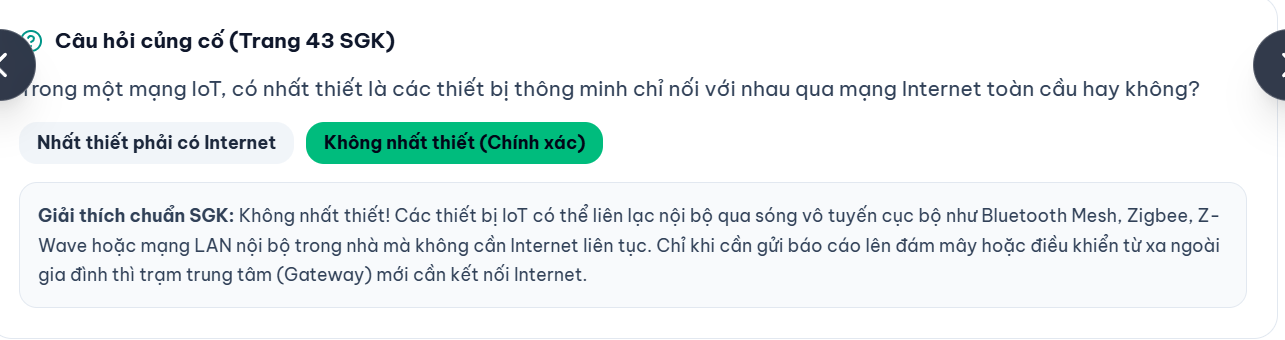 Câu hỏi củng cố (Trang 43 SGK)
Trong một mạng IoT, có nhất thiết là các thiết bị thông minh chỉ nối với nhau qua mạng Internet toàn cầu hay không?
Nhất thiết phải có Internet
Không nhất thiết (Chính xác)
Giải thích chuẩn SGK: Không nhất thiết! Các thiết bị IoT có thể liên lạc nội bộ qua sóng vô tuyến cục bộ như Bluetooth Mesh, Zigbee, Z-
Wave hoặc mạng LAN nội bộ trong nhà mà không cần Internet liên tục. Chỉ khi cần gửi báo cáo lên đám mây hoặc điều khiển từ xa ngoài
gia đình thì trạm trung tâm (Gateway) mới cần kết nối Internet.